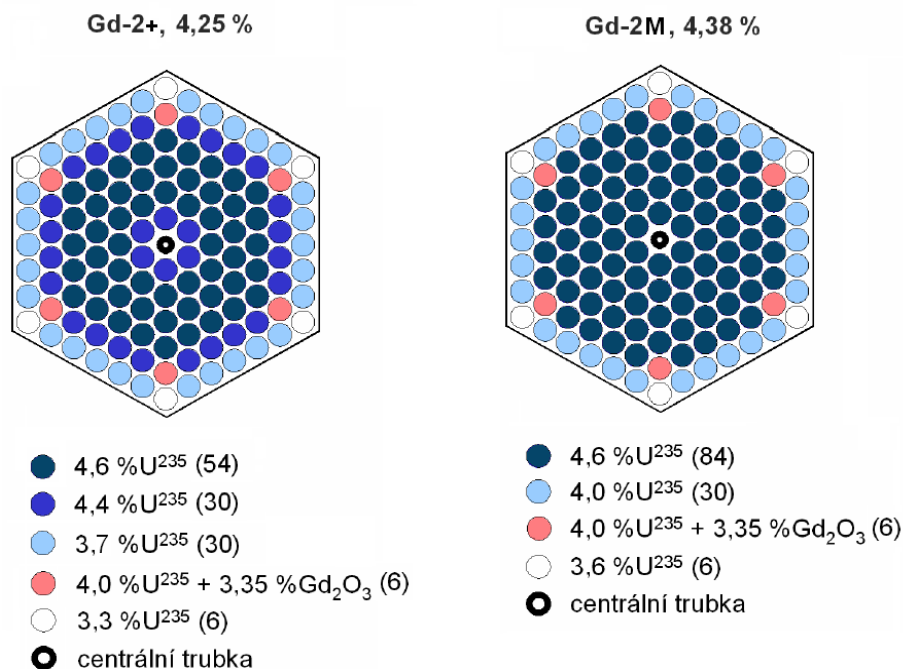 Gd-2+, 4,25 %
4,6 %U²³⁵ (54)
4,4 %U²³⁵ (30)
3,7 %U²³⁵ (30)
4,0 %U²³⁵ + 3,35 %Gd₂O₃ (6)
3,3 %U²³⁵ (6)
centrální trubka
Gd-2M, 4,38 %
4,6 %U²³⁵ (84)
4,0 %U²³⁵ (30)
4,0 %U²³⁵ + 3,35 %Gd₂O₃ (6)
3,6 %U²³⁵ (6)
centrální trubka